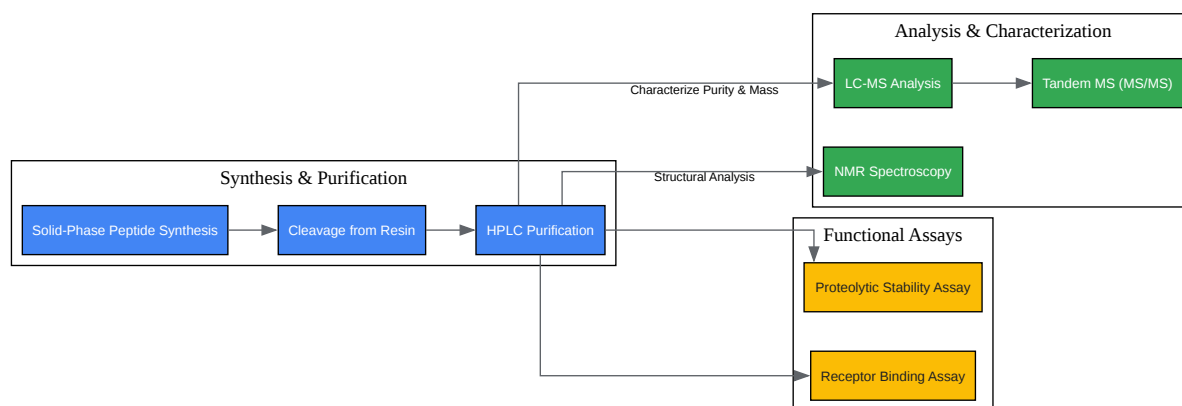 Analysis & Characterization
LC-MS Analysis
Tandem MS (MS/MS)
Characterize Purity & Mass
NMR Spectroscopy
Structural Analysis
Synthesis & Purification
Solid-Phase Peptide Synthesis
Cleavage from Resin
HPLC Purification
Functional Assays
Proteolytic Stability Assay
Receptor Binding Assay